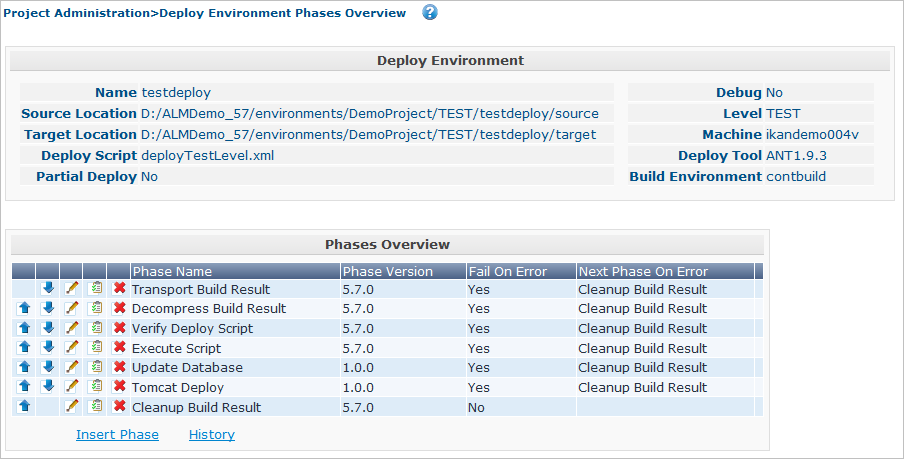 Project Administration>Deploy Environment Phases Overview ?
Deploy Environment
Name testdeploy Debug No
Source Location D:/ALMDemo_57/environments/DemoProject/TEST/testdeploy/source Level TEST
Target Location D:/ALMDemo_57/environments/DemoProject/TEST/testdeploy/target Machine ikandemo004v
Deploy Script deployTestLevel.xml Deploy Tool ANT1.9.3
Partial Deploy No Build Environment contbuild
Phases Overview
Phase Name Phase Version Fail On Error Next Phase On Error
Transport Build Result 5.7.0 Yes Cleanup Build Result
Decompress Build Result 5.7.0 Yes Cleanup Build Result
Verify Deploy Script 5.7.0 Yes Cleanup Build Result
Execute Script 5.7.0 Yes Cleanup Build Result
Update Database 1.0.0 Yes Cleanup Build Result
Tomcat Deploy 1.0.0 Yes Cleanup Build Result
Cleanup Build Result 5.7.0 No
Insert Phase History